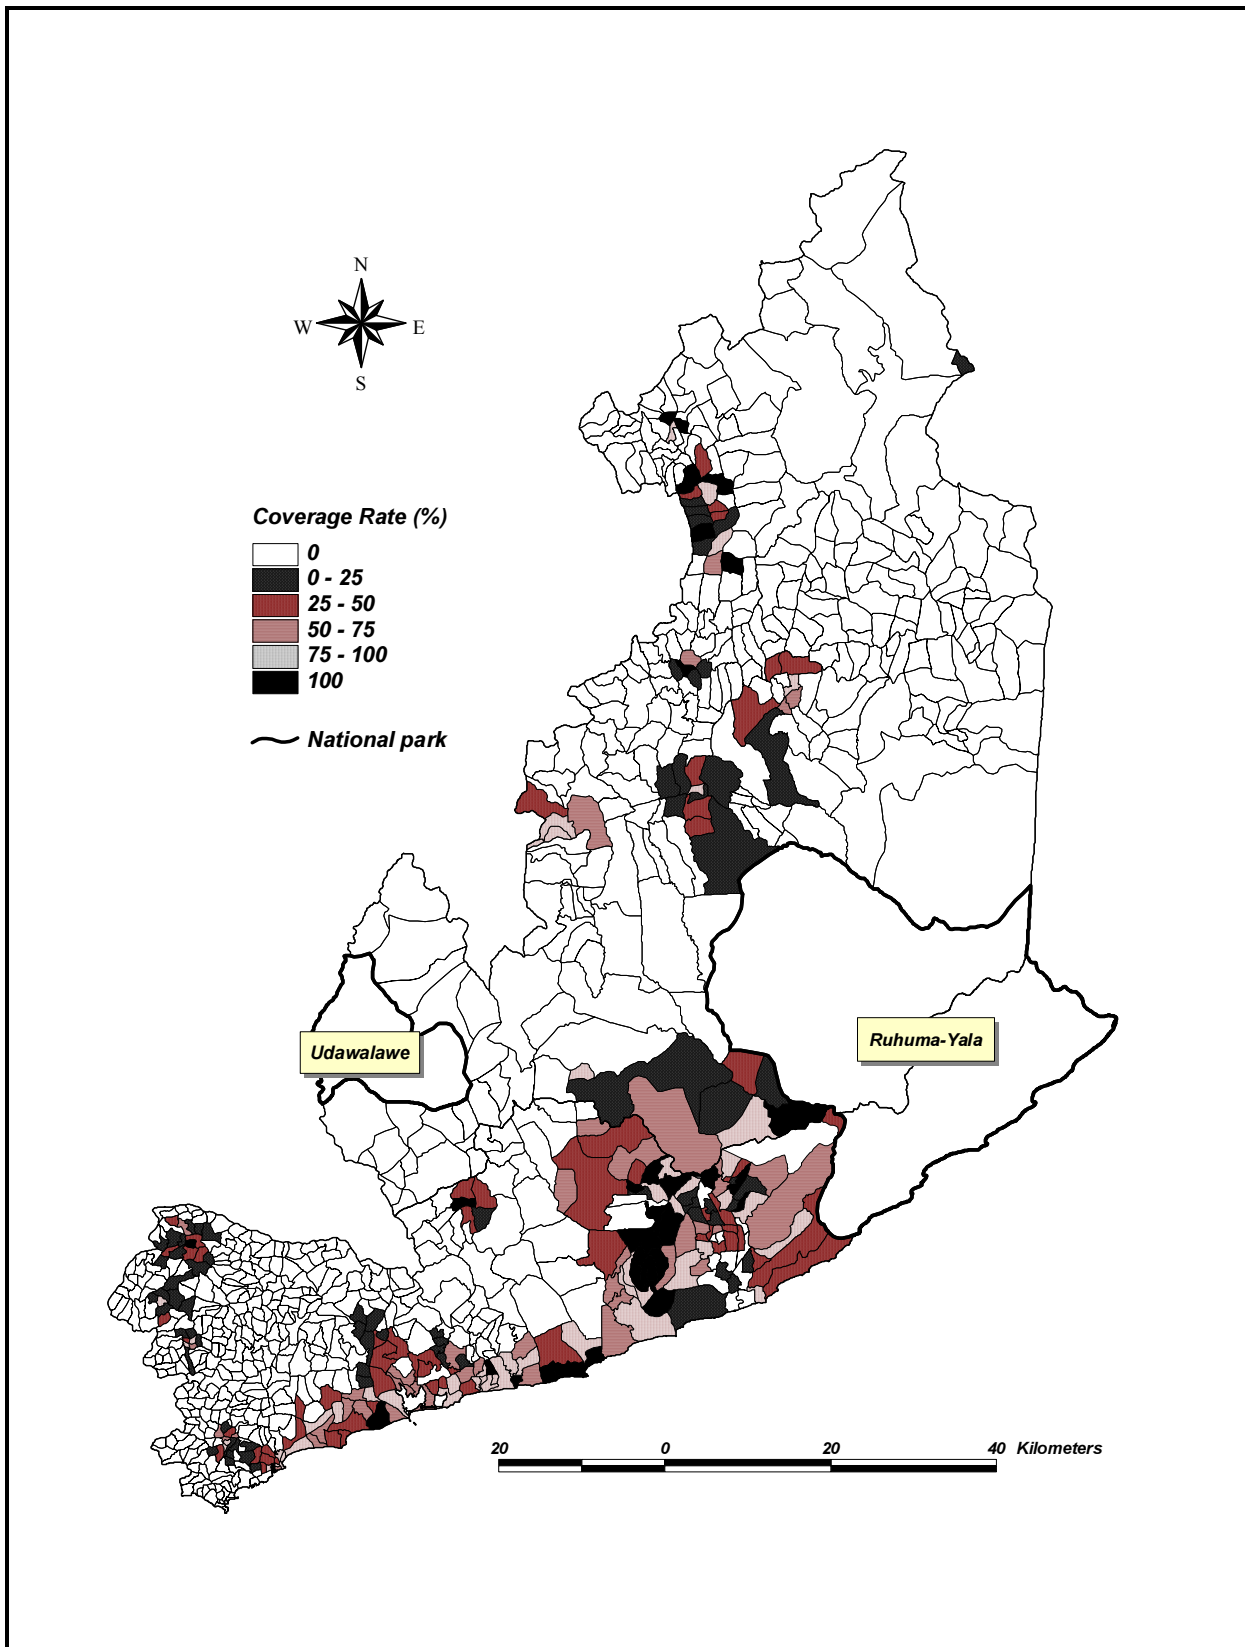 N
W E
S
Coverage Rate (%)
0
0 - 25
25 - 50
50 - 75
75 - 100
100
National park
Udawalawe
Ruhuma-Yala
20 0 20 40 Kilometers